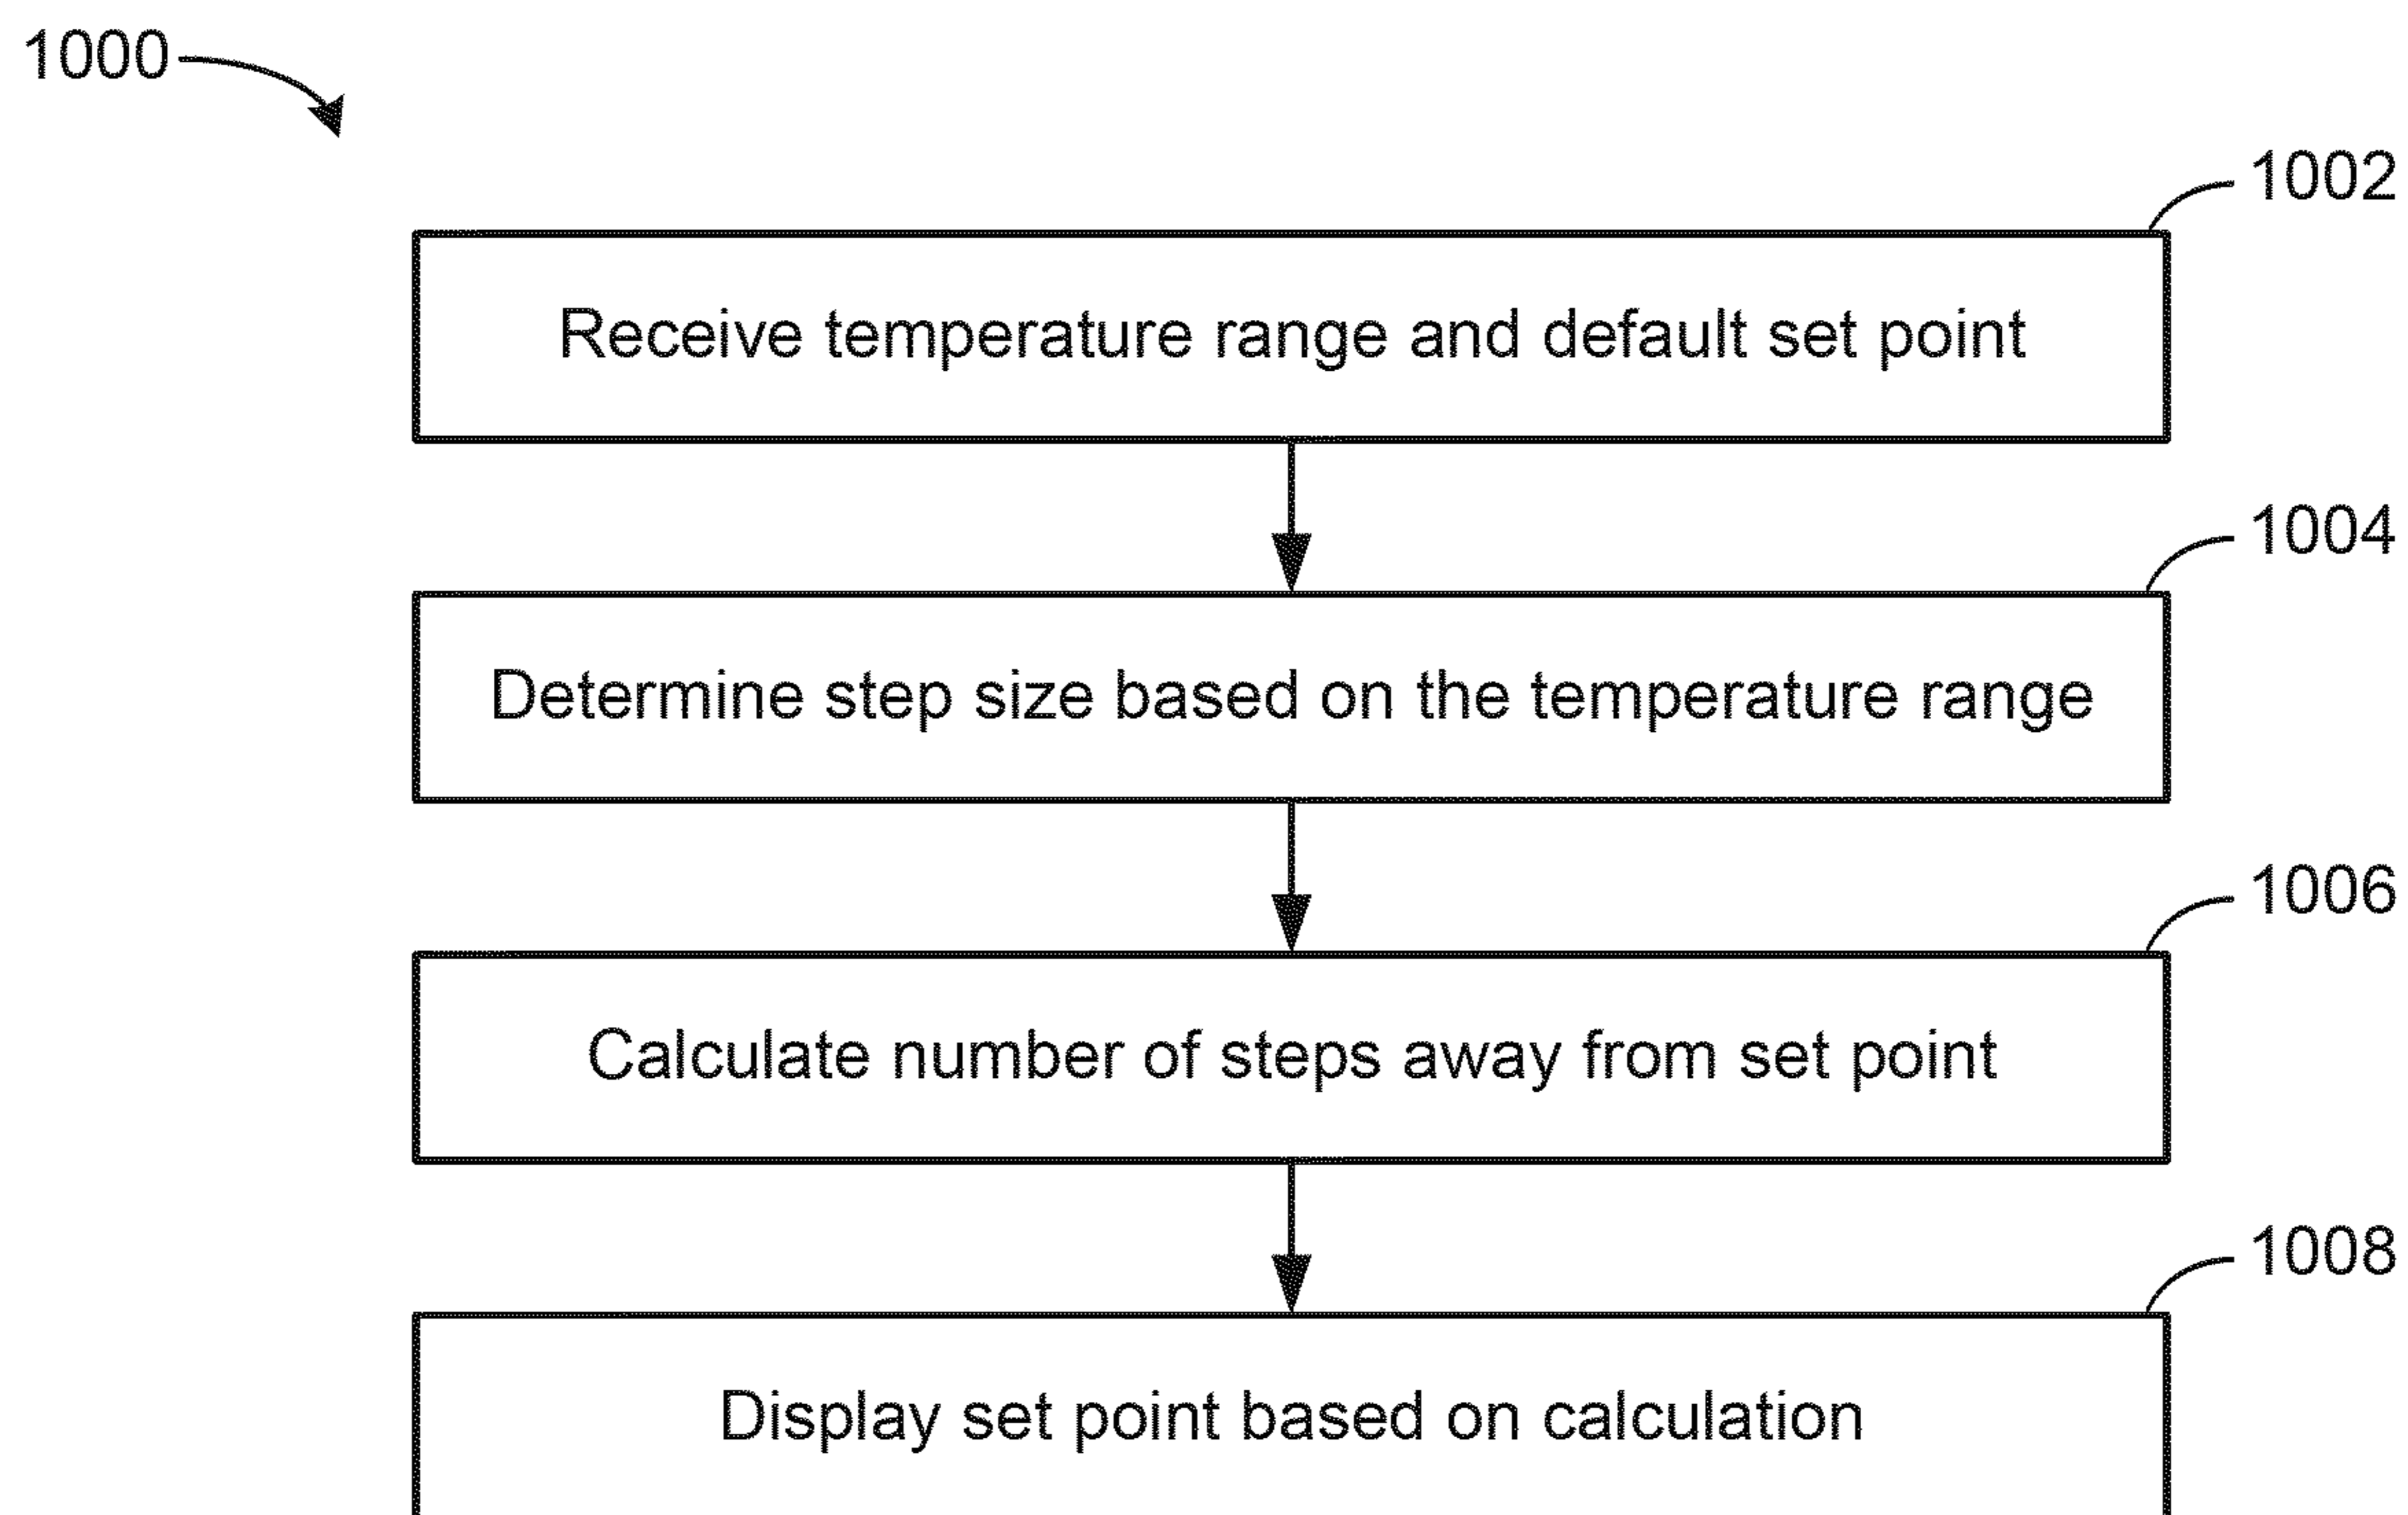 1000
1002
Receive temperature range and default set point
1004
Determine step size based on the temperature range
1006
Calculate number of steps away from set point
1008
Display set point based on calculation